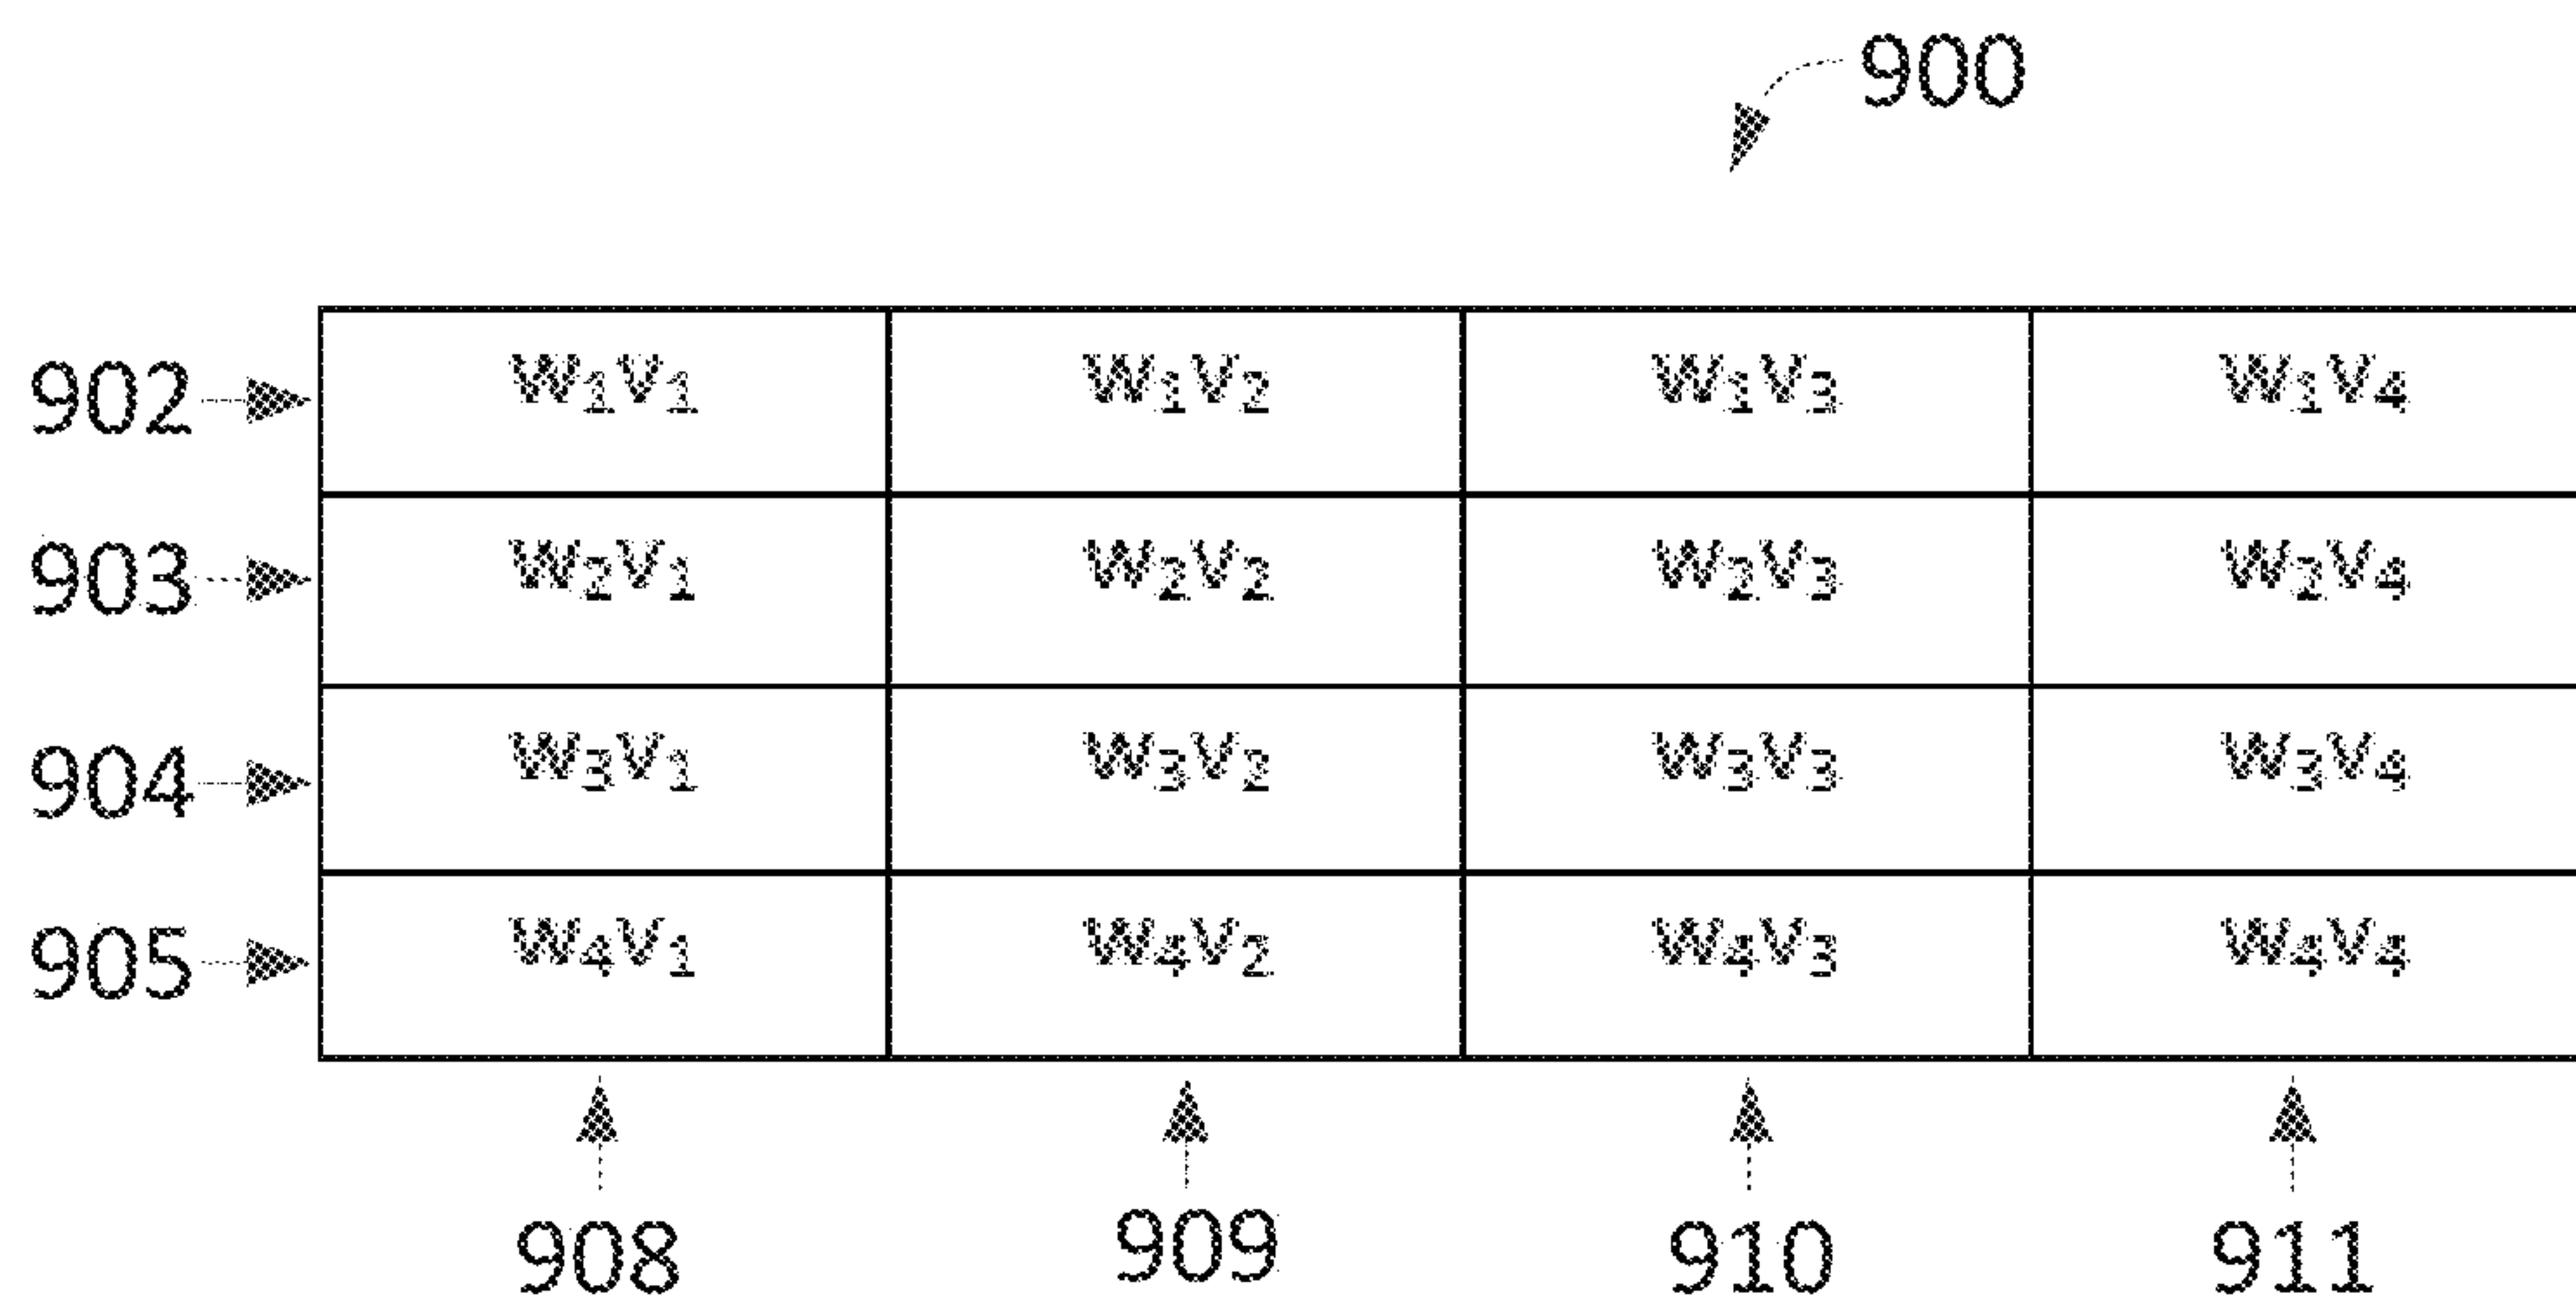 900
902 W₁V₁ W₁V₂ W₁V₃ W₁V₄
903 W₂V₁ W₂V₂ W₂V₃ W₂V₄
904 W₃V₁ W₃V₂ W₃V₃ W₃V₄
905 W₄V₁ W₄V₂ W₄V₃ W₄V₄
908 909 910 911